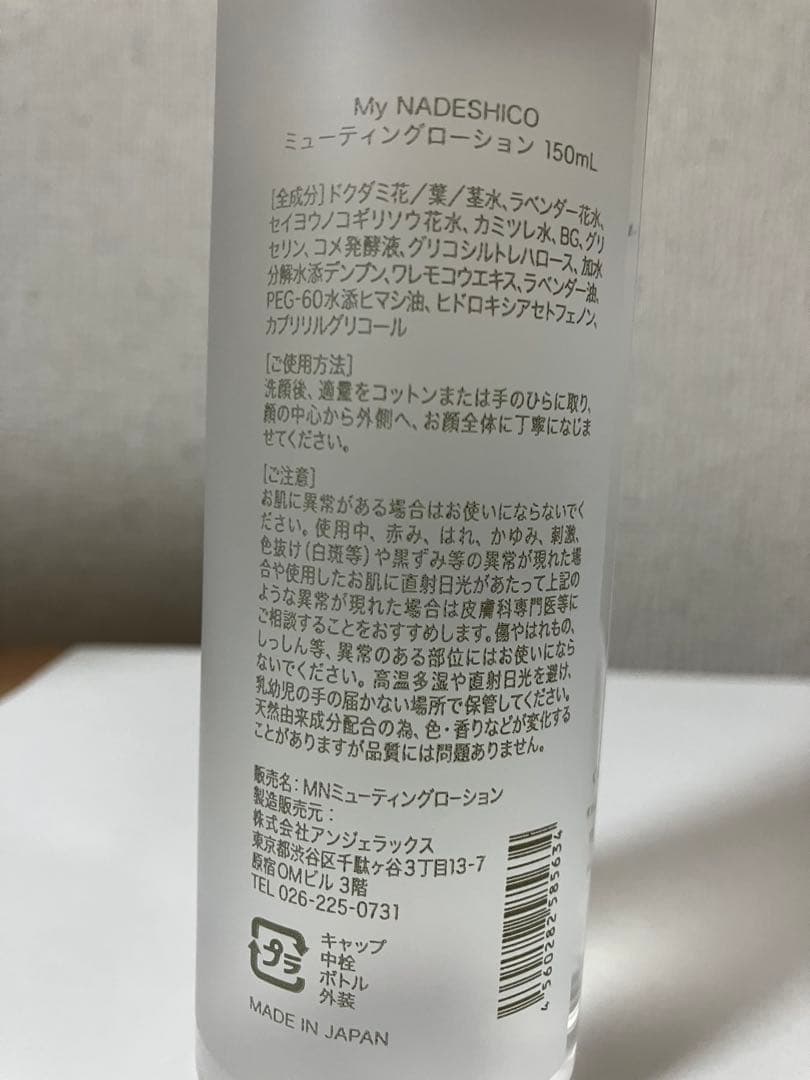 My NADESHICO
ミューティングローション 150mL
[全成分]ドクダミ花/葉/茎水、ラベンダー花水、
セイヨウノコギリソウ花水、カミツレ水、BG、グリ
セリン、コメ発酵液、グリコシルトレハロース、加水
分解水添デンプン、ワレモコウエキス、ラベンダー油、
PEG-60水添ヒマシ油、ヒドロキシアセトフェノン、
カプリリルグリコール
[ご使用方法]
洗顔後、適量をコットンまたは手のひらに取り、
顔の中心から外側へ、お顔全体に丁寧になじま
せてください。
[ご注意]
お肌に異常がある場合はお使いにならないでく
ださい。使用中、赤み、はれ、かゆみ、刺激、
色抜け(白斑等)や黒ずみ等の異常が現れた場
合や使用したお肌に直射日光があたって上記の
ような異常が現れた場合は皮膚科専門医等に
ご相談することをおすすめします。傷やはれもの、
しっしん等、異常のある部位にはお使いになら
ないでください。高温多湿や直射日光を避け、
乳幼児の手の届かない場所で保管してください。
天然由来成分配合の為、色・香りなどが変化する
ことがありますが品質には問題ありません。
販売名:MNミューティングローション
製造販売元:
株式会社アンジェラックス
東京都渋谷区千駄ヶ谷3丁目13-7
原宿OMビル 3階
TEL 026-225-0731
プラ
キャップ
中栓
ボトル
外装
MADE IN JAPAN
4 560282 585634